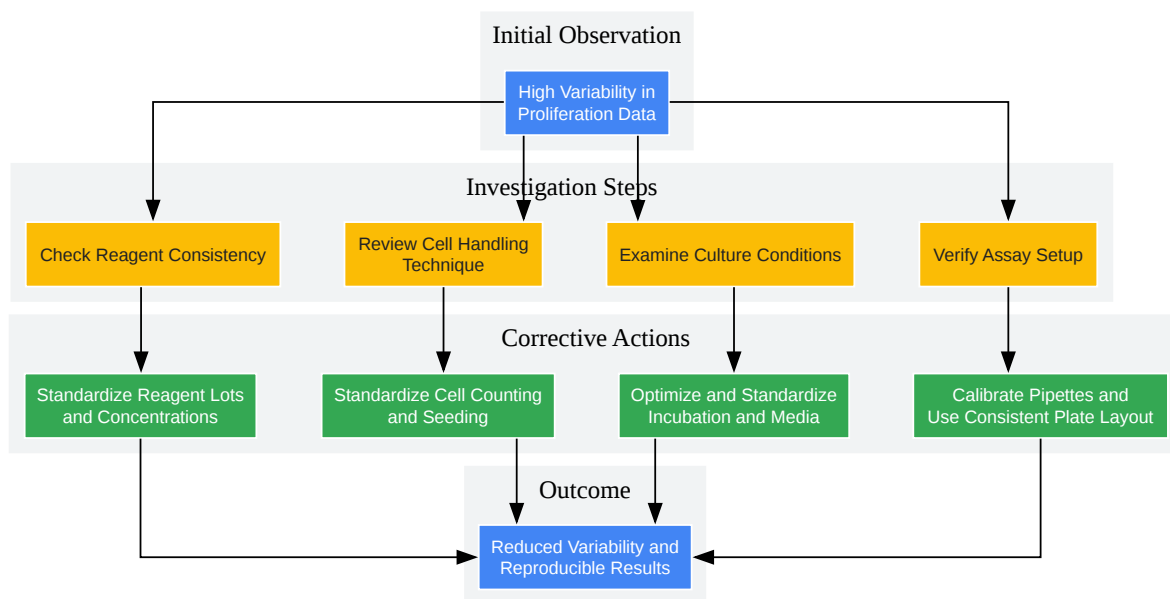 Initial Observation
High Variability in
Proliferation Data
Investigation Steps
Check Reagent Consistency
Review Cell Handling
Technique
Examine Culture Conditions
Verify Assay Setup
Corrective Actions
Standardize Reagent Lots
and Concentrations
Standardize Cell Counting
and Seeding
Optimize and Standardize
Incubation and Media
Calibrate Pipettes and
Use Consistent Plate Layout
Outcome
Reduced Variability and
Reproducible Results